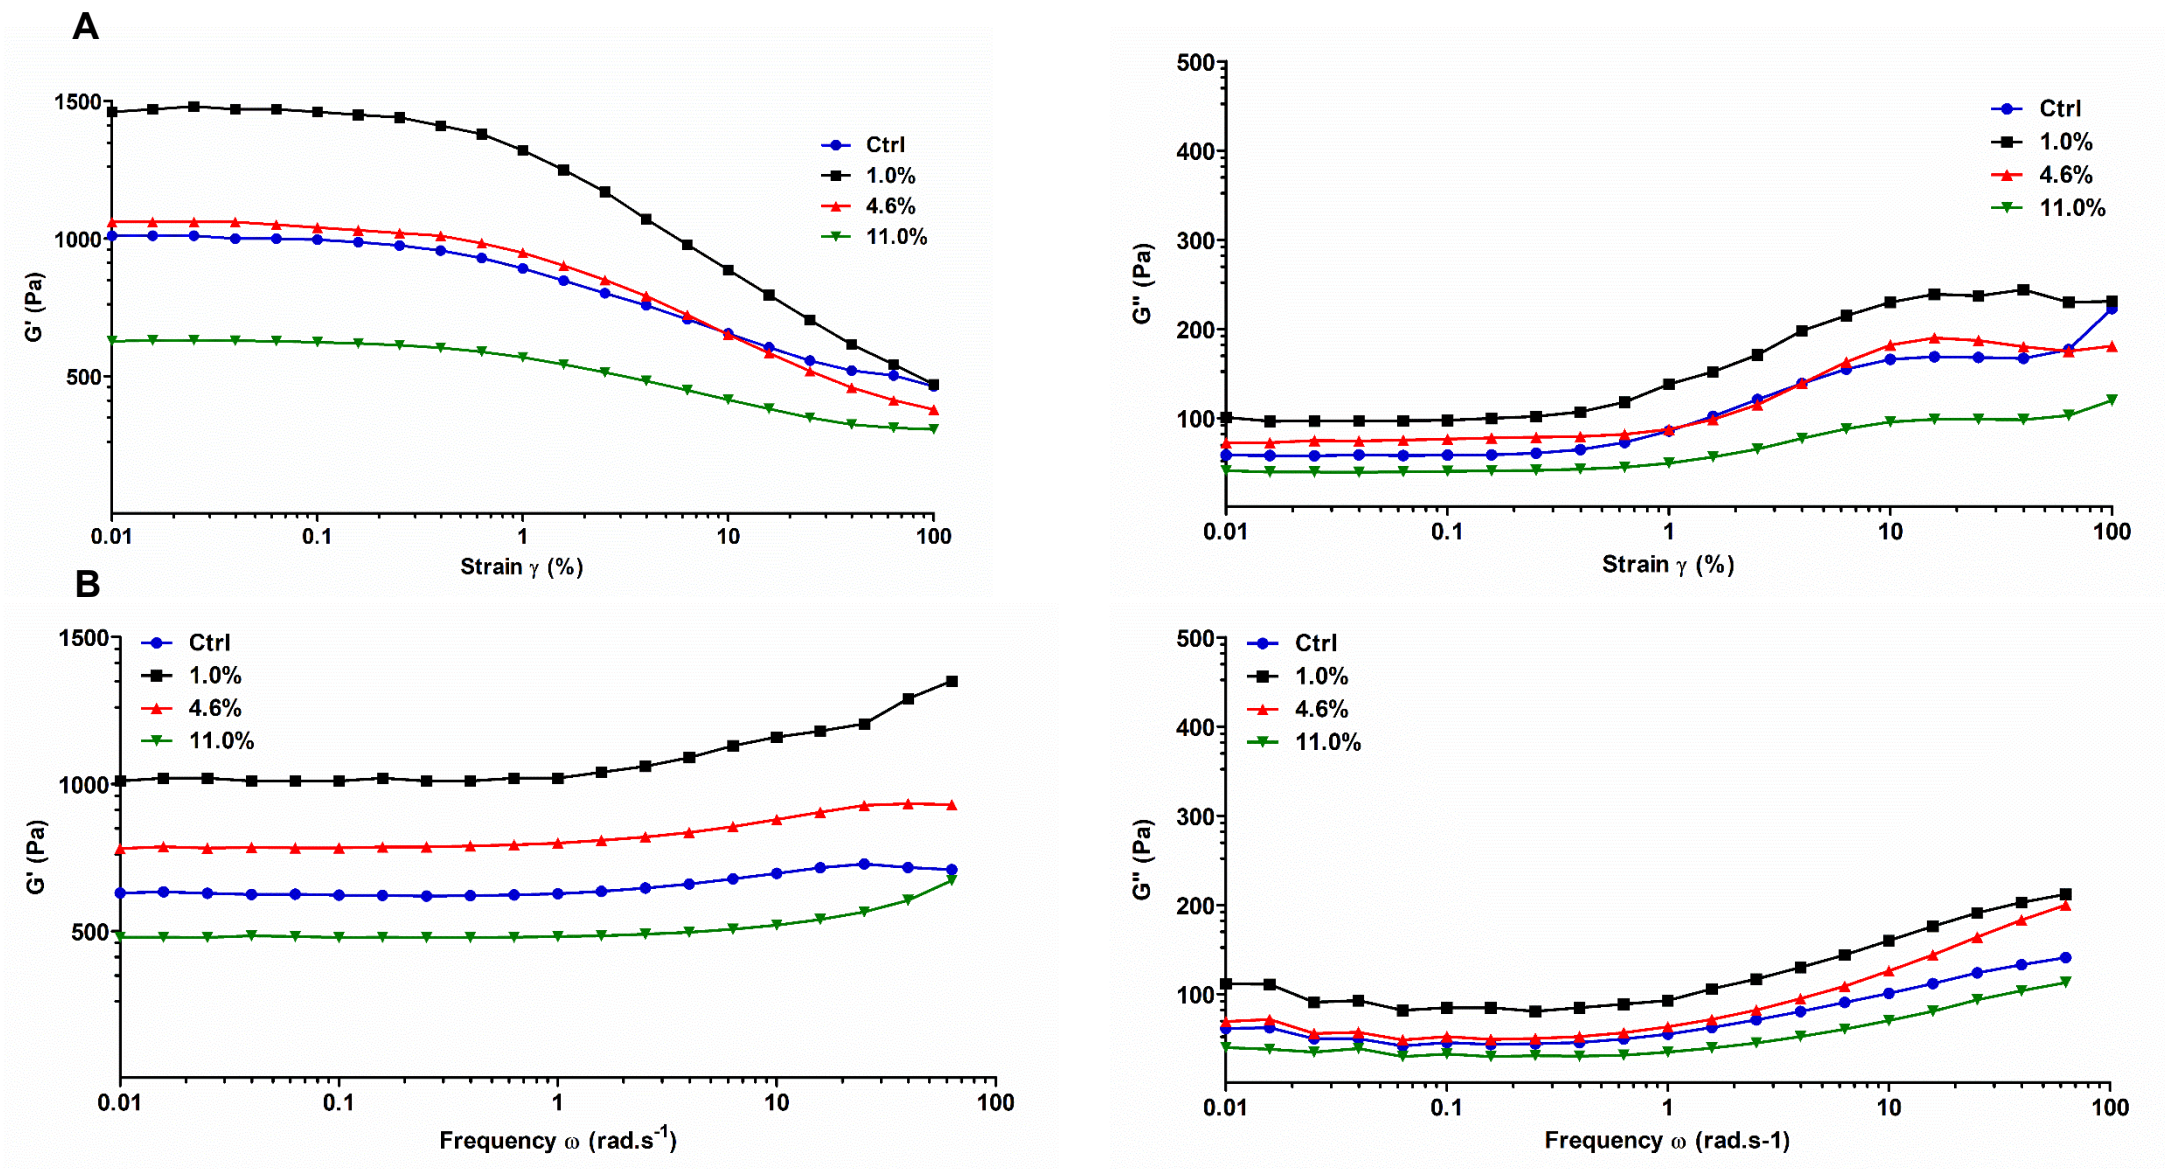 A
1500
1000
500
G' (Pa)
0.01 0.1 1 10 100
Strain γ (%)
Ctrl
1.0%
4.6%
11.0%
500
400
300
200
100
G" (Pa)
0.01 0.1 1 10 100
Strain γ (%)
Ctrl
1.0%
4.6%
11.0%
B
1500
1000
500
G' (Pa)
0.01 0.1 1 10 100
Frequency ω (rad.s-1)
Ctrl
1.0%
4.6%
11.0%
500
400
300
200
100
G" (Pa)
0.01 0.1 1 10 100
Frequency ω (rad.s-1)
Ctrl
1.0%
4.6%
11.0%